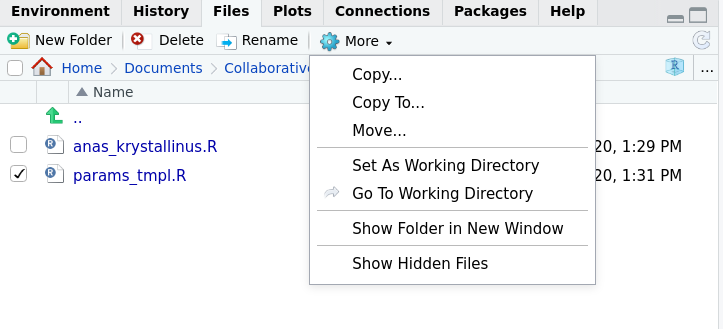 Environment History Files Plots Connections Packages Help
New Folder Delete Rename More
Home Documents Collaborative ...
Name
..
anas_krystallinus.R 20, 1:29 PM
params_tmpl.R 20, 1:31 PM
Copy...
Copy To...
Move...
Set As Working Directory
Go To Working Directory
Show Folder in New Window
Show Hidden Files